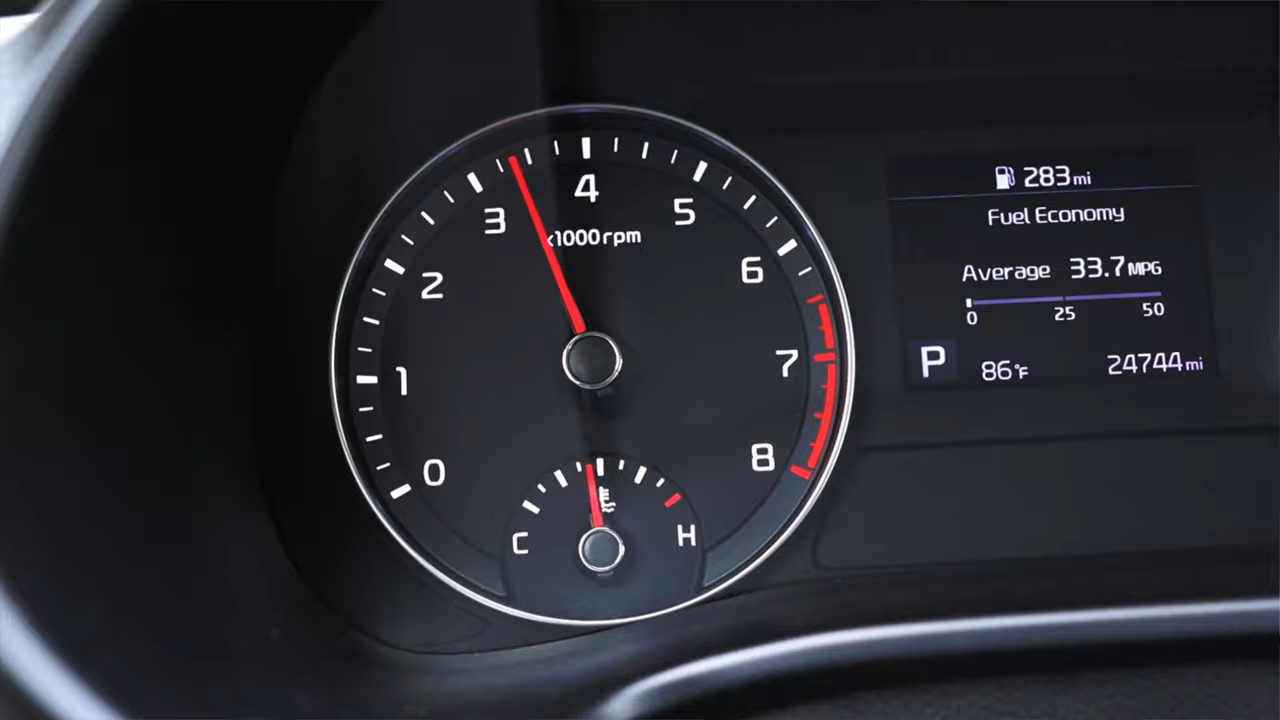 0
1
2
3
4
5
6
7
8
x1000rpm
C
H
283mi
Fuel Economy
Average 33.7MPG
0 25 50
P 86°F 24744mi